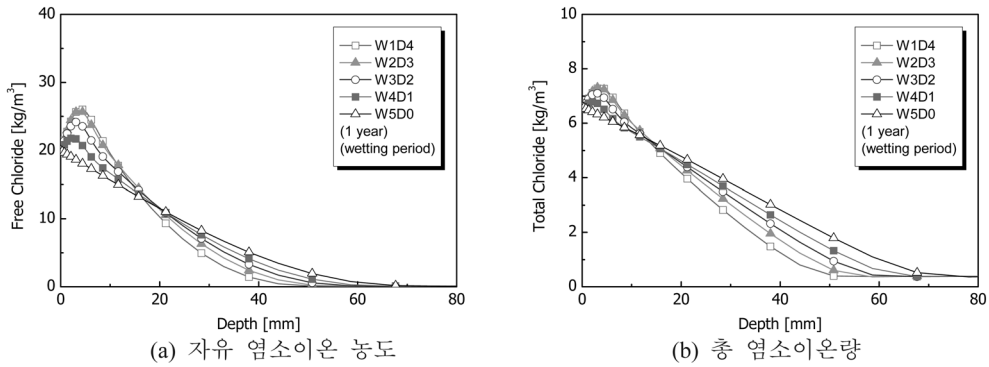 40
30
20
10
0
Free Chloride [kg/m³]
0 20 40 60 80
Depth [mm]
W1D4
W2D3
W3D2
W4D1
W5D0
(1 year)
(wetting period)
(a) 자유 염소이온 농도
10
8
6
4
2
0
Total Chloride [kg/m³]
0 20 40 60 80
Depth [mm]
W1D4
W2D3
W3D2
W4D1
W5D0
(1 year)
(wetting period)
(b) 총 염소이온량